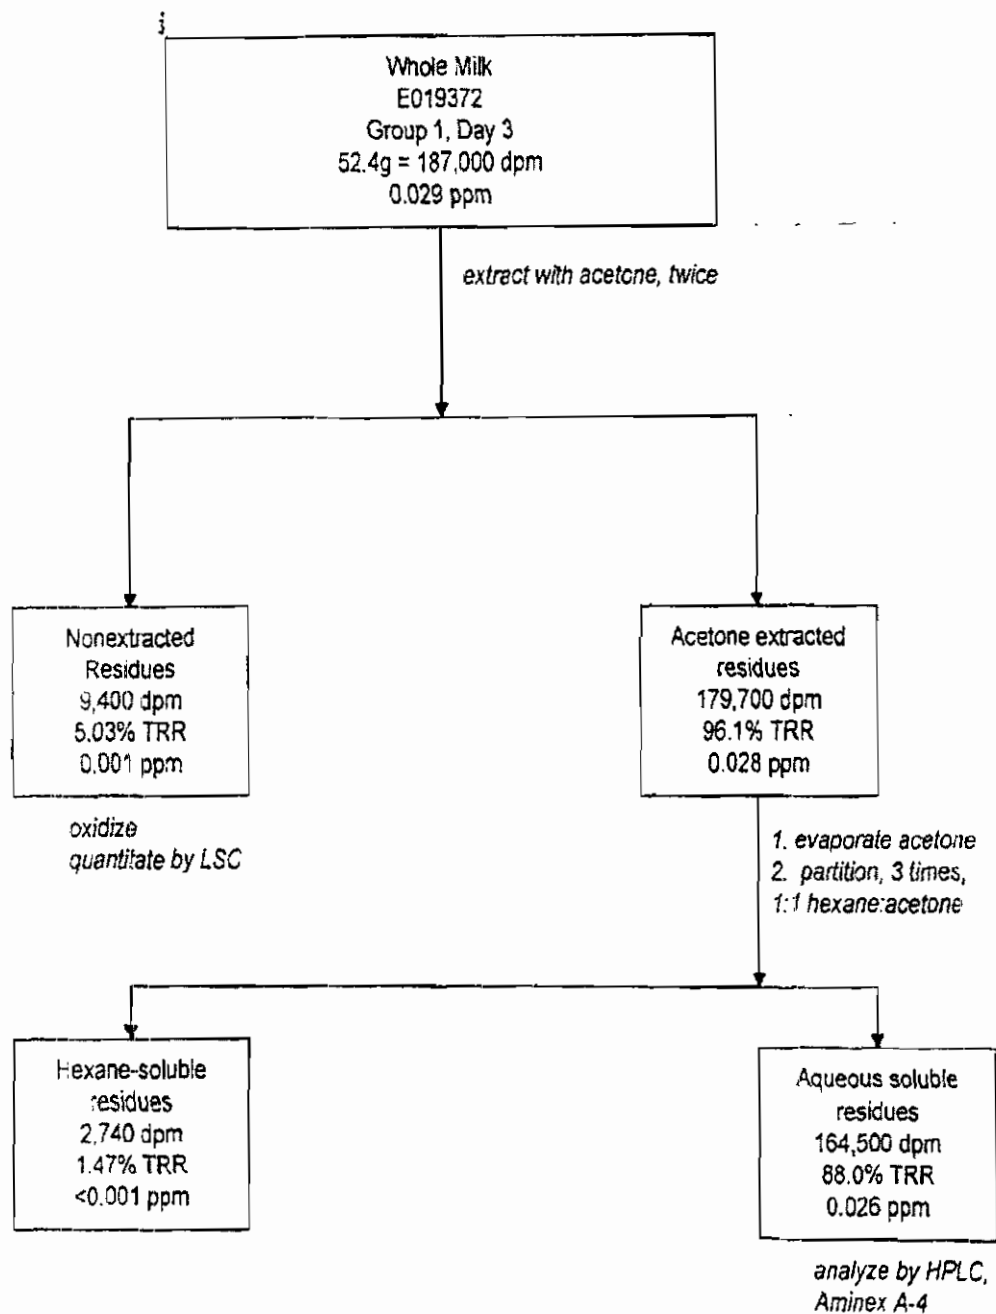 Whole Milk
E019372
Group 1, Day 3
52.4g = 187,000 dpm
0.029 ppm
extract with acetone, twice
Nonextracted
Residues
9,400 dpm
5.03% TRR
0.001 ppm
oxidize
quantitate by LSC
Acetone extracted
residues
179,700 dpm
96.1% TRR
0.028 ppm
1. evaporate acetone
2. partition, 3 times,
1:1 hexane:acetone
Hexane-soluble
residues
2,740 dpm
1.47% TRR
<0.001 ppm
Aqueous soluble
residues
164,500 dpm
88.0% TRR
0.026 ppm
analyze by HPLC,
Aminex A-4